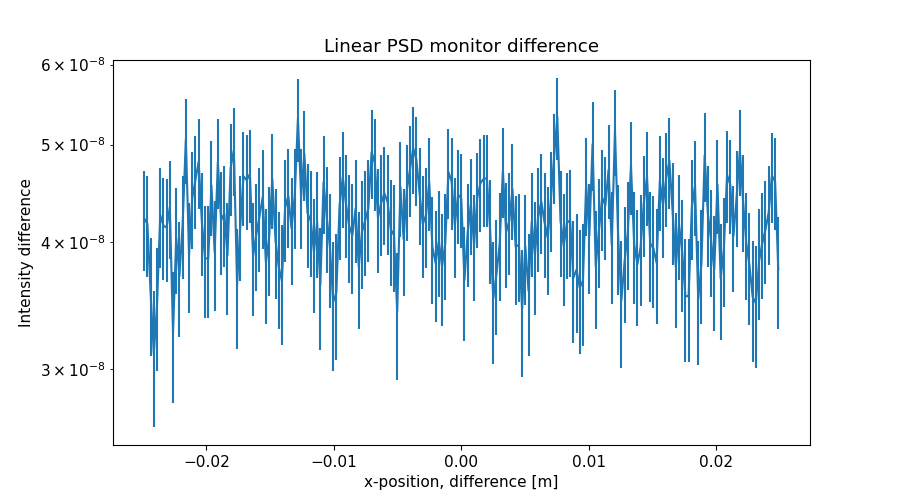 Linear PSD monitor difference
Intensity difference
6 × 10⁻⁸
5 × 10⁻⁸
4 × 10⁻⁸
3 × 10⁻⁸
−0.02 −0.01 0.00 0.01 0.02
x-position, difference [m]